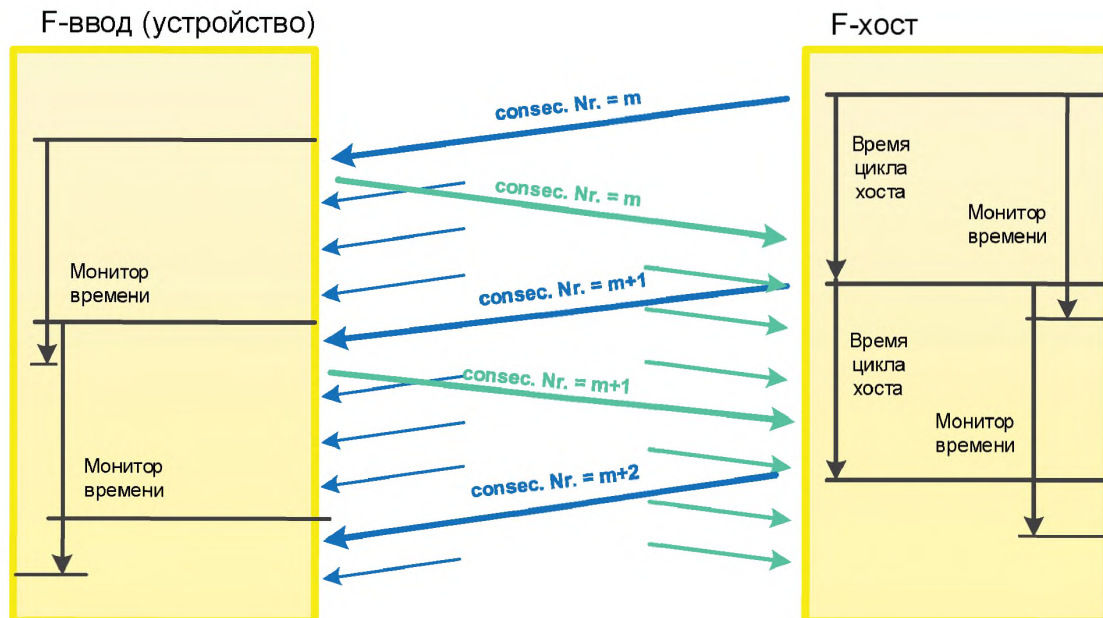 F-ввод (устройство)
F-хост
consec. Nr. = m
Время
цикла
хоста
consec. Nr. = m
Монитор
времени
Монитор
времени
consec. Nr. = m+1
Время
цикла
хоста
consec. Nr. = m+1
Монитор
времени
Монитор
времени
consec. Nr. = m+2